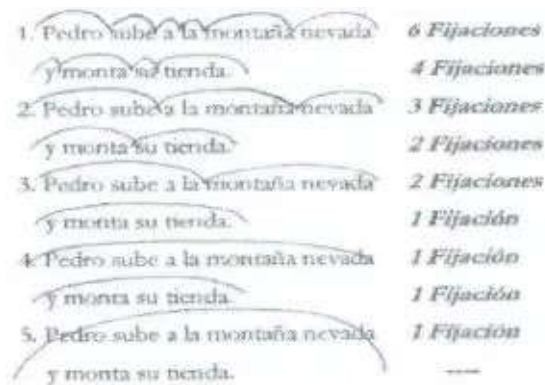 1. Pedro sube a la montaña nevada 6 Fijaciones
y monta su tienda. 4 Fijaciones
2. Pedro sube a la montaña nevada 3 Fijaciones
y monta su tienda. 2 Fijaciones
3. Pedro sube a la montaña nevada 2 Fijaciones
y monta su tienda. 1 Fijación
4. Pedro sube a la montaña nevada 1 Fijación
y monta su tienda. 1 Fijación
5. Pedro sube a la montaña nevada 1 Fijación
y monta su tienda. ----